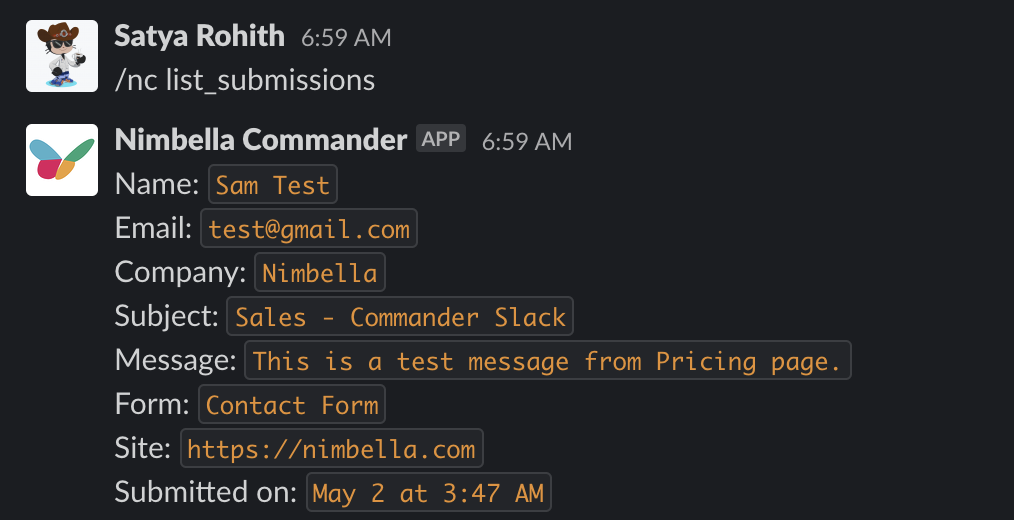 Satya Rohith 6:59 AM
/nc list_submissions
Nimbella Commander APP 6:59 AM
Name: Sam Test
Email: test@gmail.com
Company: Nimbella
Subject: Sales - Commander Slack
Message: This is a test message from Pricing page.
Form: Contact Form
Site: https://nimbella.com
Submitted on: May 2 at 3:47 AM